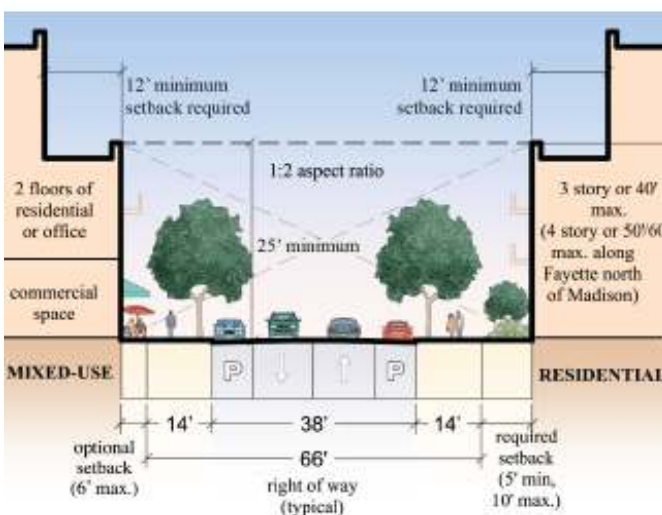 12' minimum
setback required
12' minimum
setback required
1:2 aspect ratio
2 floors of
residential
or office
25' minimum
3 story or 40'
max.
(4 story or 50'/60'
max. along
Fayette north
of Madison)
commercial
space
MIXED-USE
P
P
RESIDENTIAL
14'
38'
14'
optional
setback
(6' max.)
66'
right of way
(typical)
required
setback
(5' min,
10' max.)